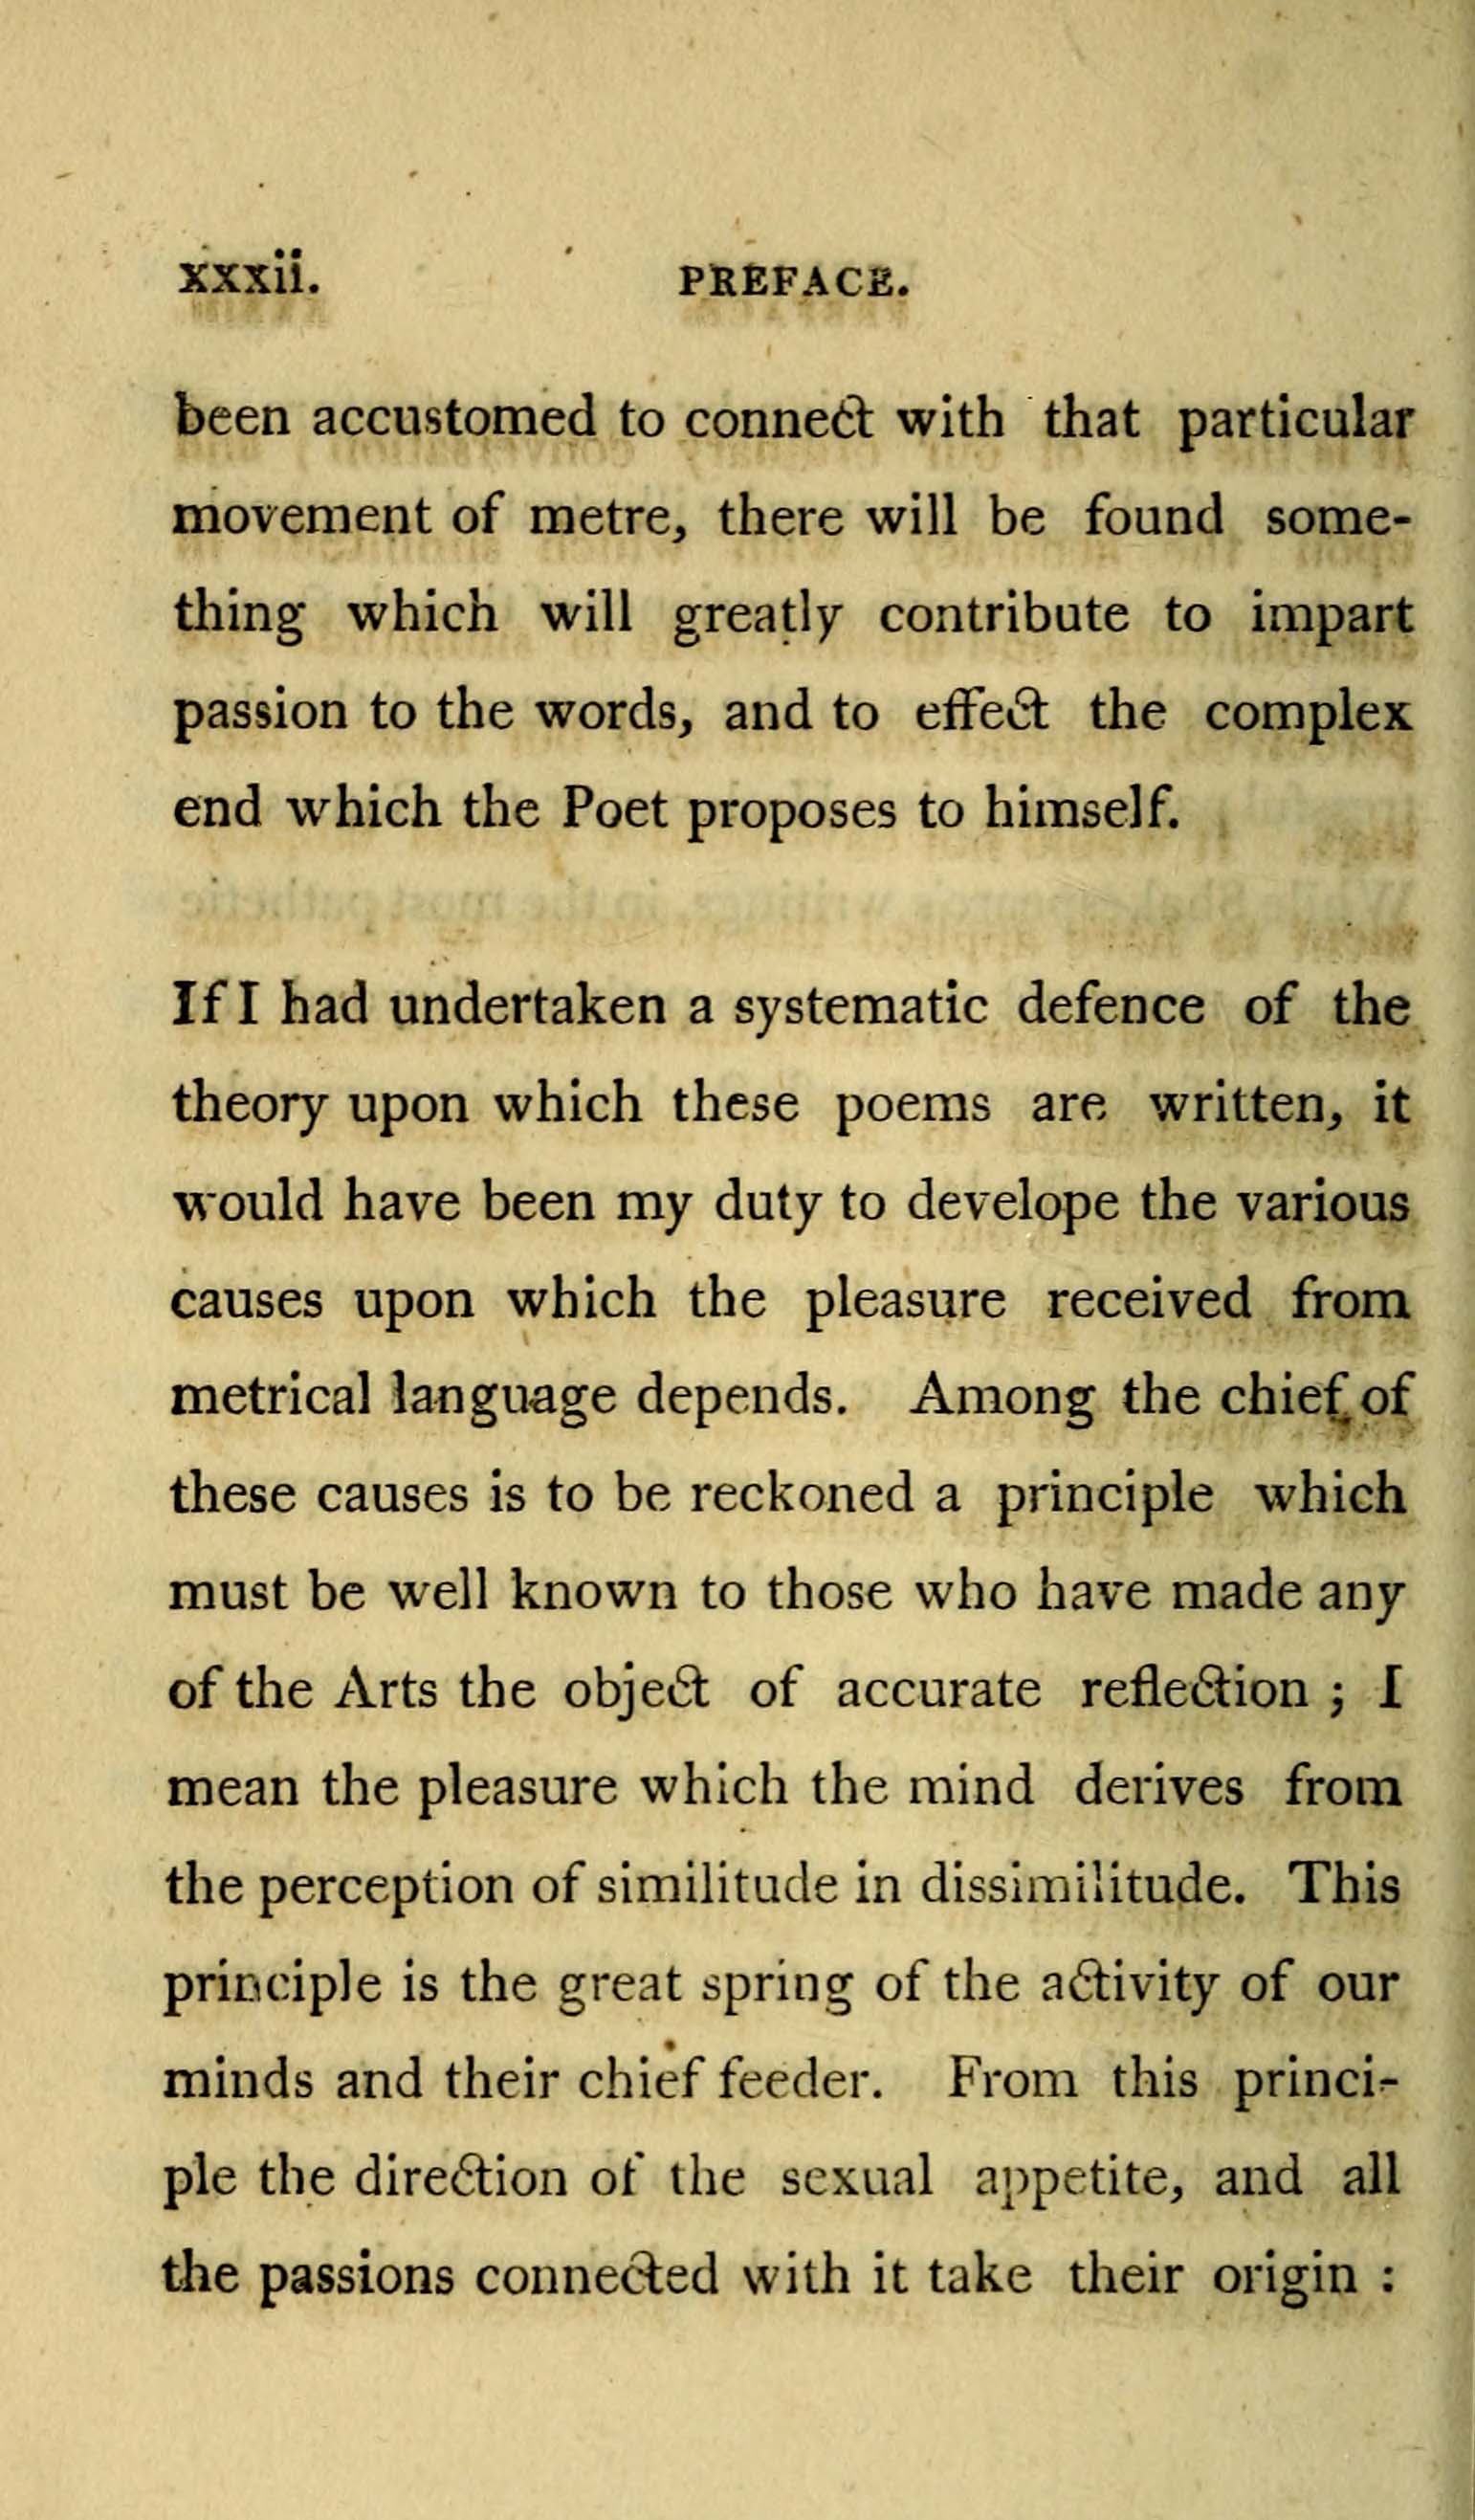 xxxii. PREFACE.
been accustomed to connect with that particular
movement of metre, there will be found some-
thing which will greatly contribute to impart
passion to the words, and to effect the complex
end which the Poet proposes to himself.
If I had undertaken a systematic defence of the
theory upon which these poems are written, it
would have been my duty to develope the various
causes upon which the pleasure received from
metrical language depends. Among the chief of
these causes is to be reckoned a principle which
must be well known to those who have made any
of the Arts the object of accurate reflection ; I
mean the pleasure which the mind derives from
the perception of similitude in dissimilitude. This
principle is the great spring of the activity of our
minds and their chief feeder. From this princi-
ple the direction of the sexual appetite, and all
the passions connected with it take their origin :